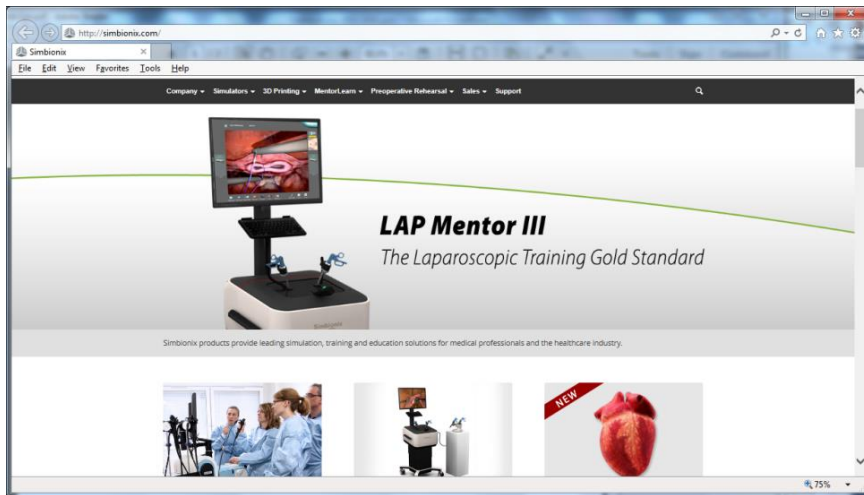 http://simbionix.com/
Simbionix
File Edit View Favorites Tools Help
Company Simulators 3D Printing MentorLearn Preoperative Rehearsal Sales Support
LAP Mentor III
The Laparoscopic Training Gold Standard
Simbionix
Simbionix products provide leading simulation, training and education solutions for medical professionals and the healthcare industry.
NEW
75%